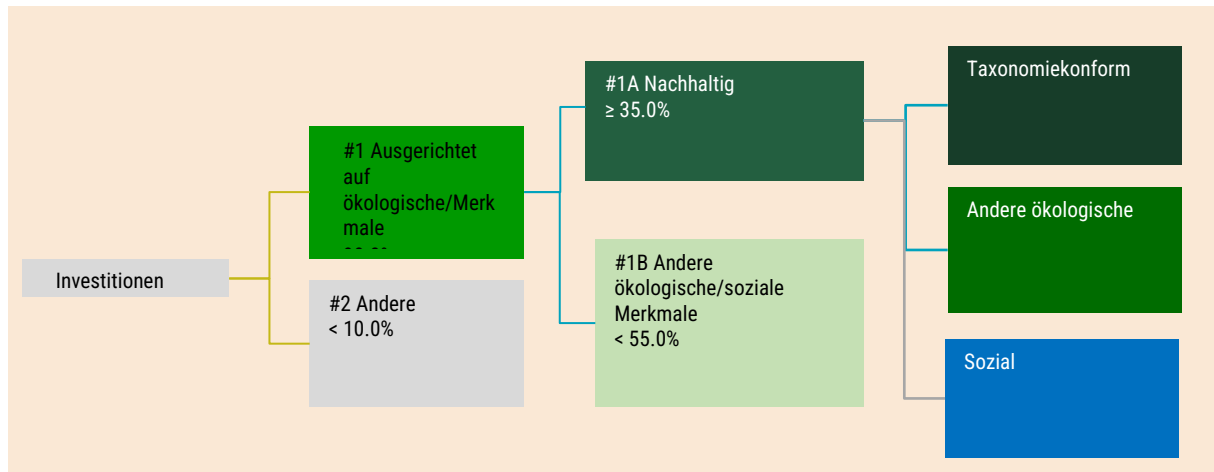 Investitionen
#1 Ausgerichtet
auf
ökologische/Merk
male
#2 Andere
< 10.0%
#1A Nachhaltig
≥ 35.0%
#1B Andere
ökologische/soziale
Merkmale
< 55.0%
Taxonomiekonform
Andere ökologische
Sozial